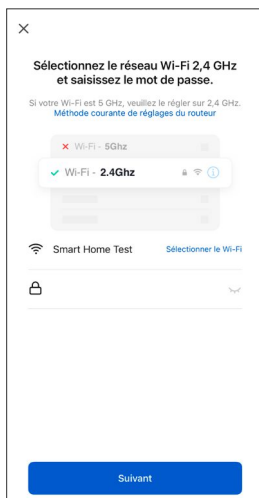 Sélectionnez le réseau Wi-Fi 2,4 GHz
et saisissez le mot de passe.
Si votre Wi-Fi est 5 GHz, veuillez le régler sur 2,4 GHz.
Méthode courante de réglages du routeur
Wi-Fi - 5Ghz
Wi-Fi - 2.4Ghz
Smart Home Test Sélectionner le Wi-Fi
Suivant